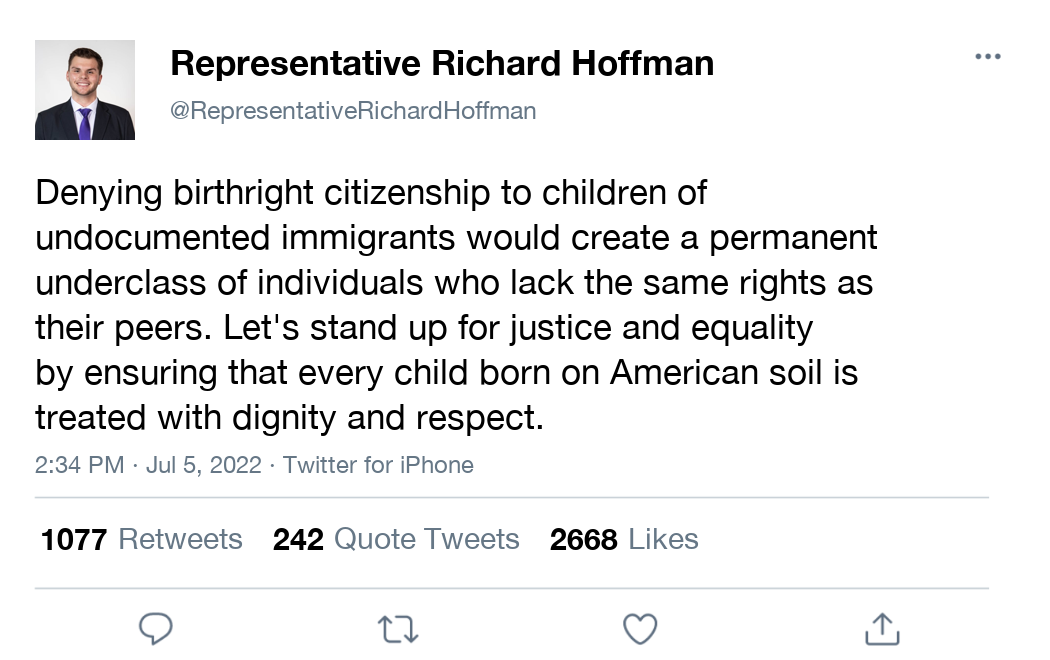 Representative Richard Hoffman
@RepresentativeRichardHoffman
Denying birthright citizenship to children of
undocumented immigrants would create a permanent
underclass of individuals who lack the same rights as
their peers. Let's stand up for justice and equality
by ensuring that every child born on American soil is
treated with dignity and respect.
2:34 PM · Jul 5, 2022 · Twitter for iPhone
1077 Retweets 242 Quote Tweets 2668 Likes